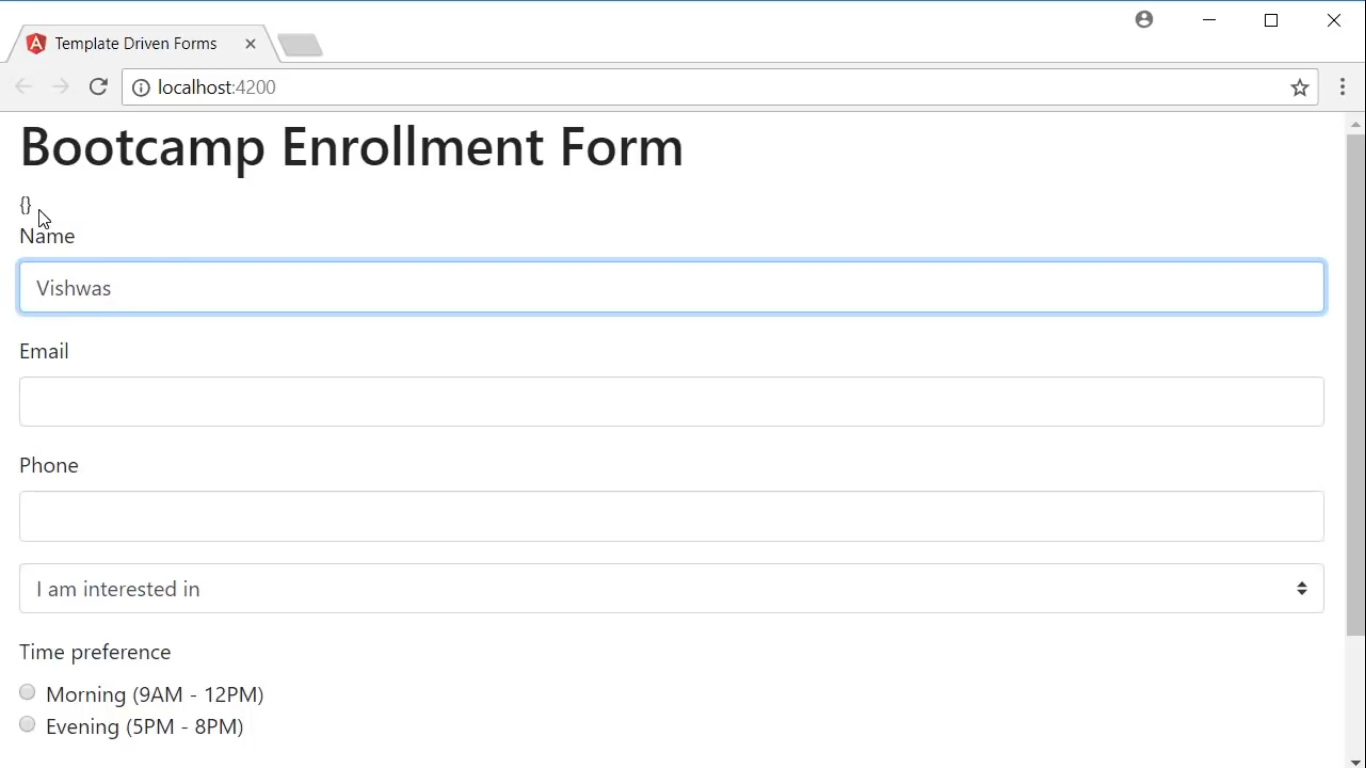 Template Driven Forms
localhost:4200
Bootcamp Enrollment Form
{}
Name
Vishwas
Email
Phone
I am interested in
Time preference
Morning (9AM - 12PM)
Evening (5PM - 8PM)